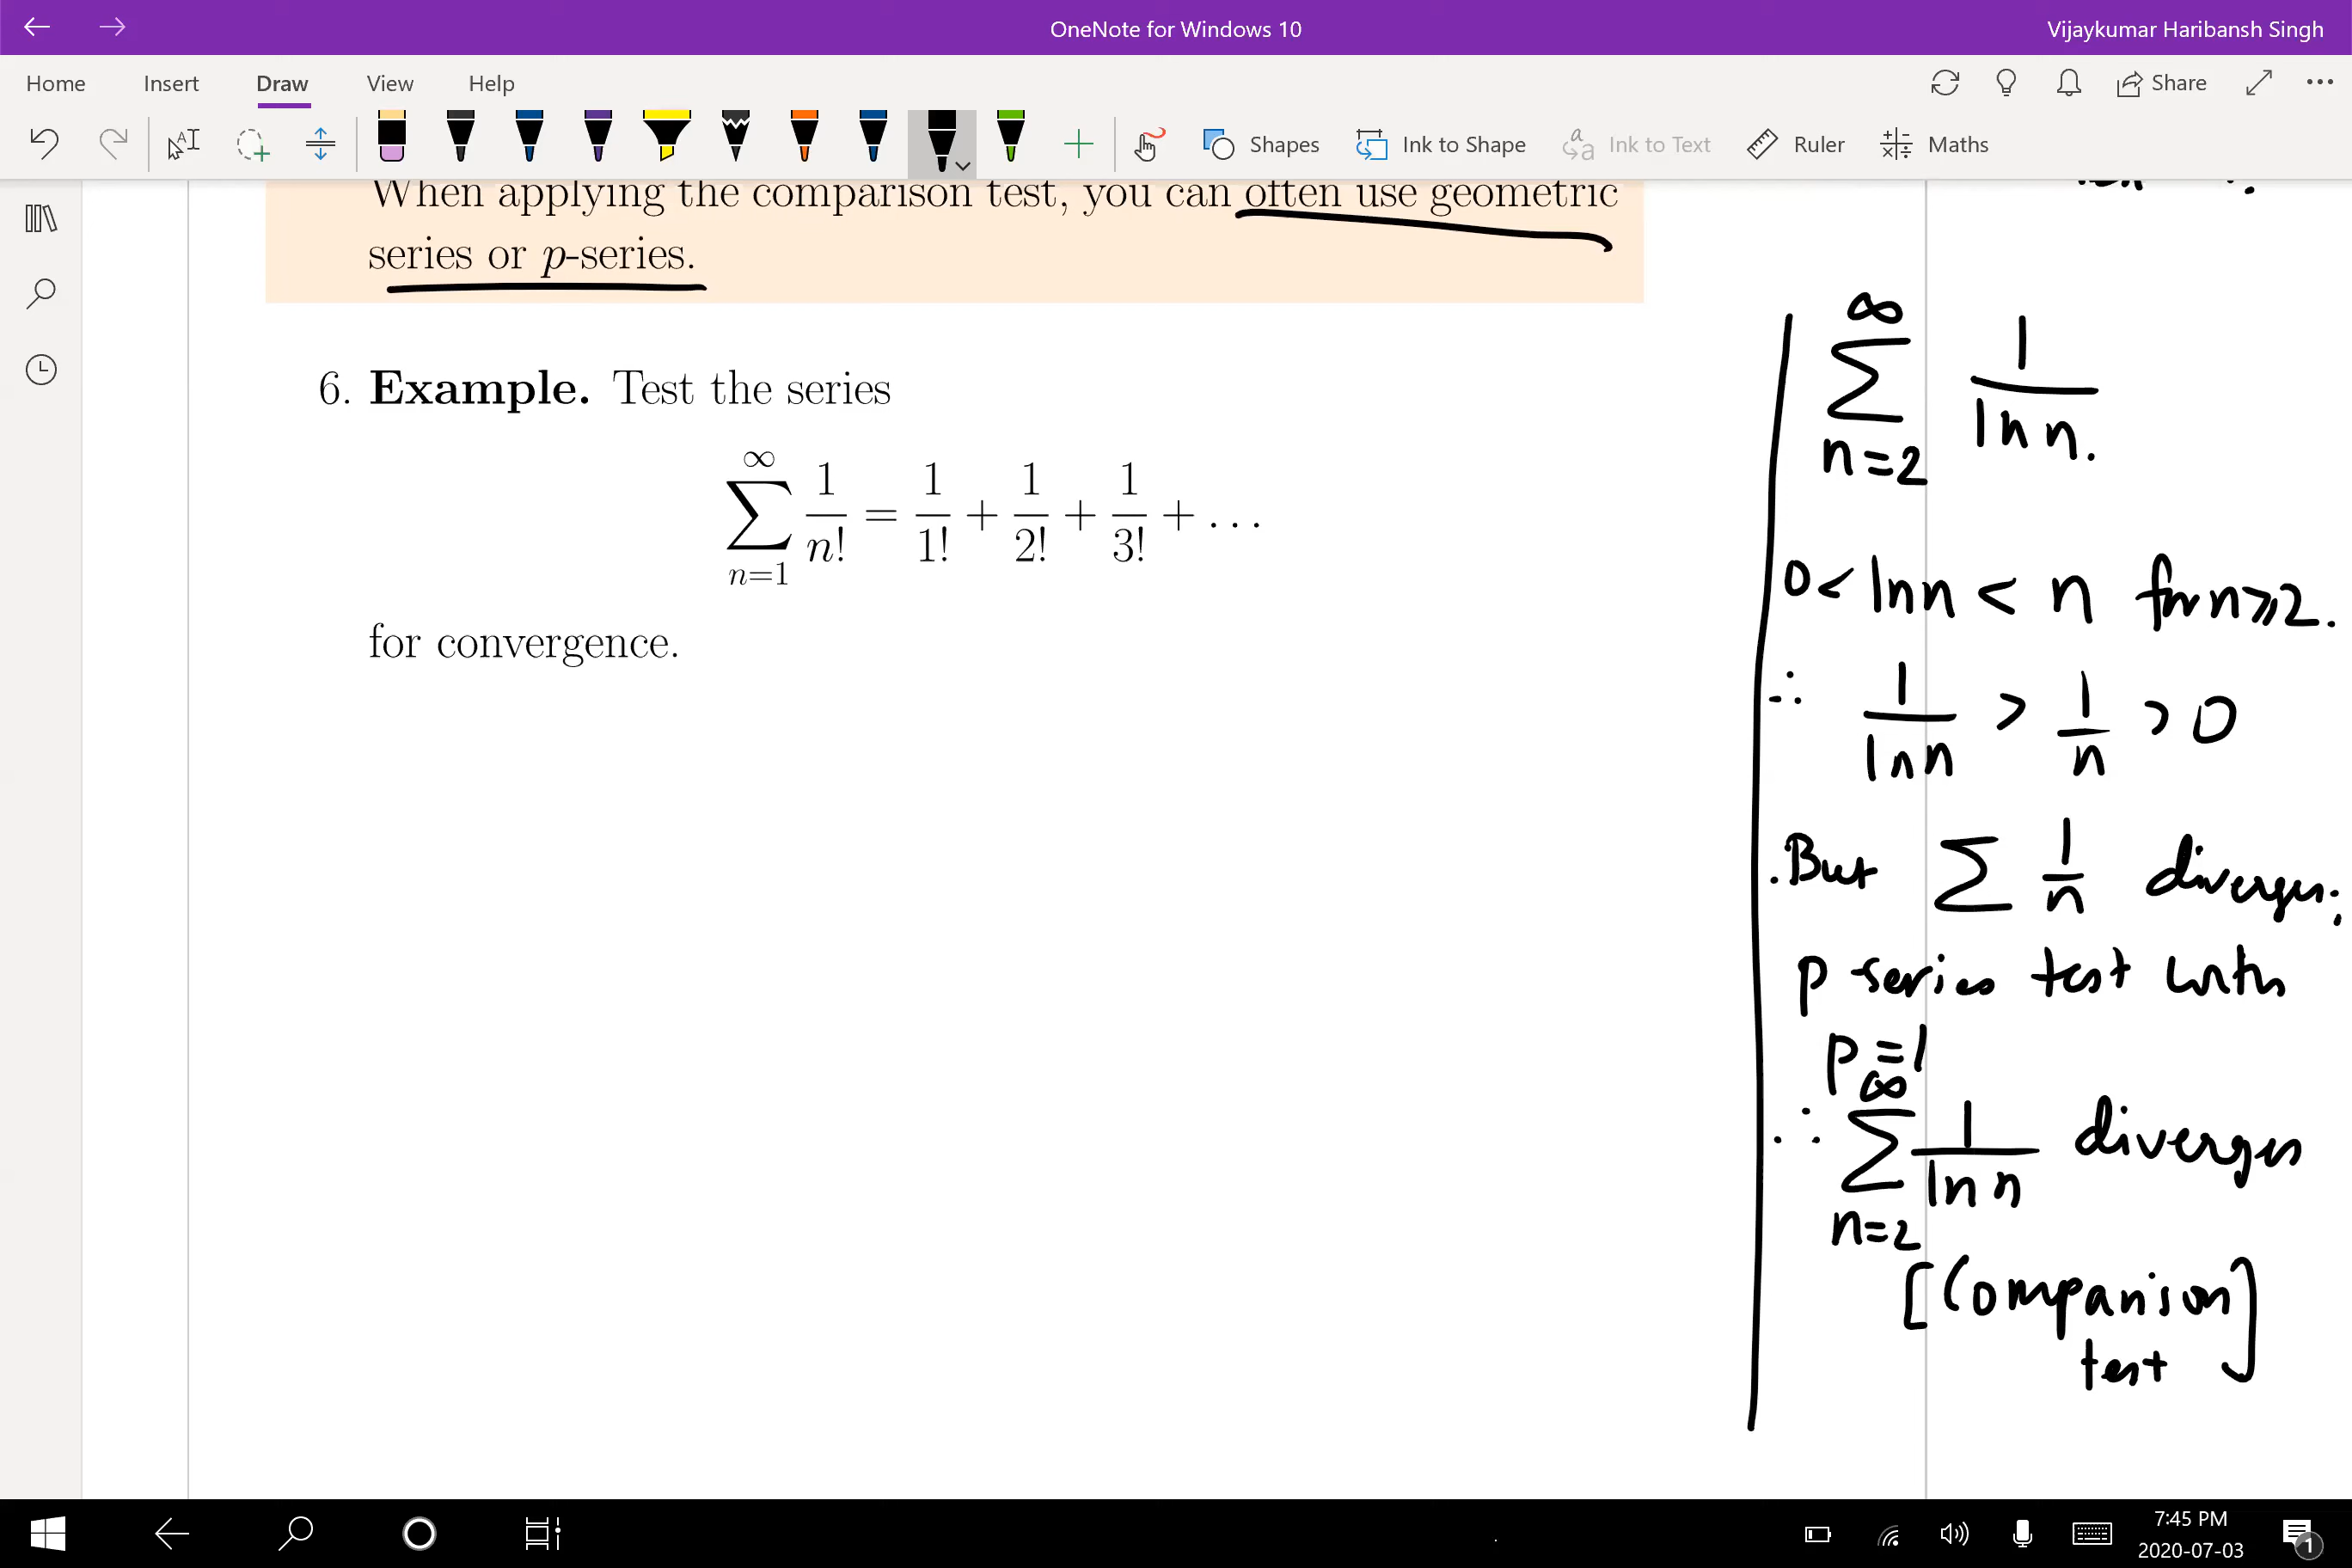 OneNote for Windows 10
Vijaykumar Haribansh Singh
Home Insert Draw View Help
Share
Shapes Ink to Shape Ink to Text Ruler Maths
When applying the comparison test, you can often use geometric
series or p-series.
6. Example. Test the series
∞
∑ 1/n! = 1/1! + 1/2! + 1/3! + ...
n=1
for convergence.
∞
∑ 1/ln n.
n=2
0 < ln n < n for n ⩾ 2.
∴ 1/ln n > 1/n > 0
. But ∑ 1/n diverges;
p series test with
p = 1
∞
∴ ∑ 1/ln n diverges
n=2
[Comparison]
test
7:45 PM
2020-07-03
1